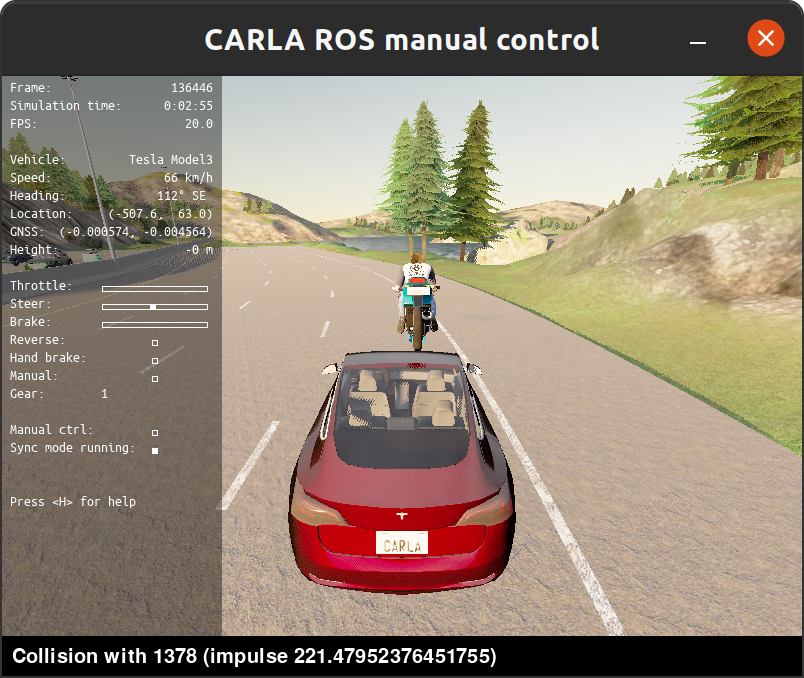 CARLA ROS manual control
Frame: 136446
Simulation time: 0:02:55
FPS: 20.0
Vehicle: Tesla Model3
Speed: 66 km/h
Heading: 112° SE
Location: (-507.6, 63.0)
GNSS: (-0.000574, -0.004564)
Height: -0 m
Throttle:
Steer:
Brake:
Reverse:
Hand brake:
Manual:
Gear: 1
Manual ctrl:
Sync mode running:
Press <H> for help
CARLA
Collision with 1378 (impulse 221.47952376451755)